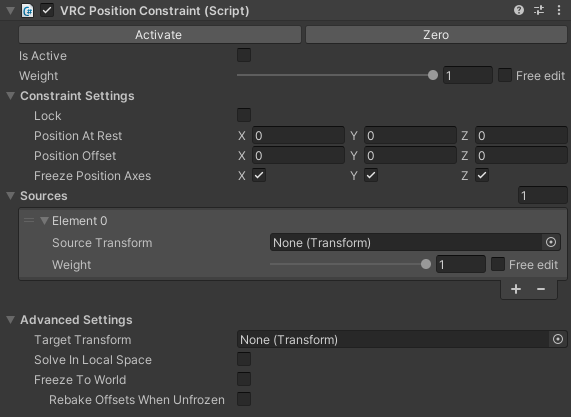 VRC Position Constraint (Script)
Activate Zero
Is Active
Weight 1 Free edit
Constraint Settings
Lock
Position At Rest X 0 Y 0 Z 0
Position Offset X 0 Y 0 Z 0
Freeze Position Axes X Y Z
Sources 1
Element 0
Source Transform None (Transform)
Weight 1 Free edit
Advanced Settings
Target Transform None (Transform)
Solve In Local Space
Freeze To World
Rebake Offsets When Unfrozen